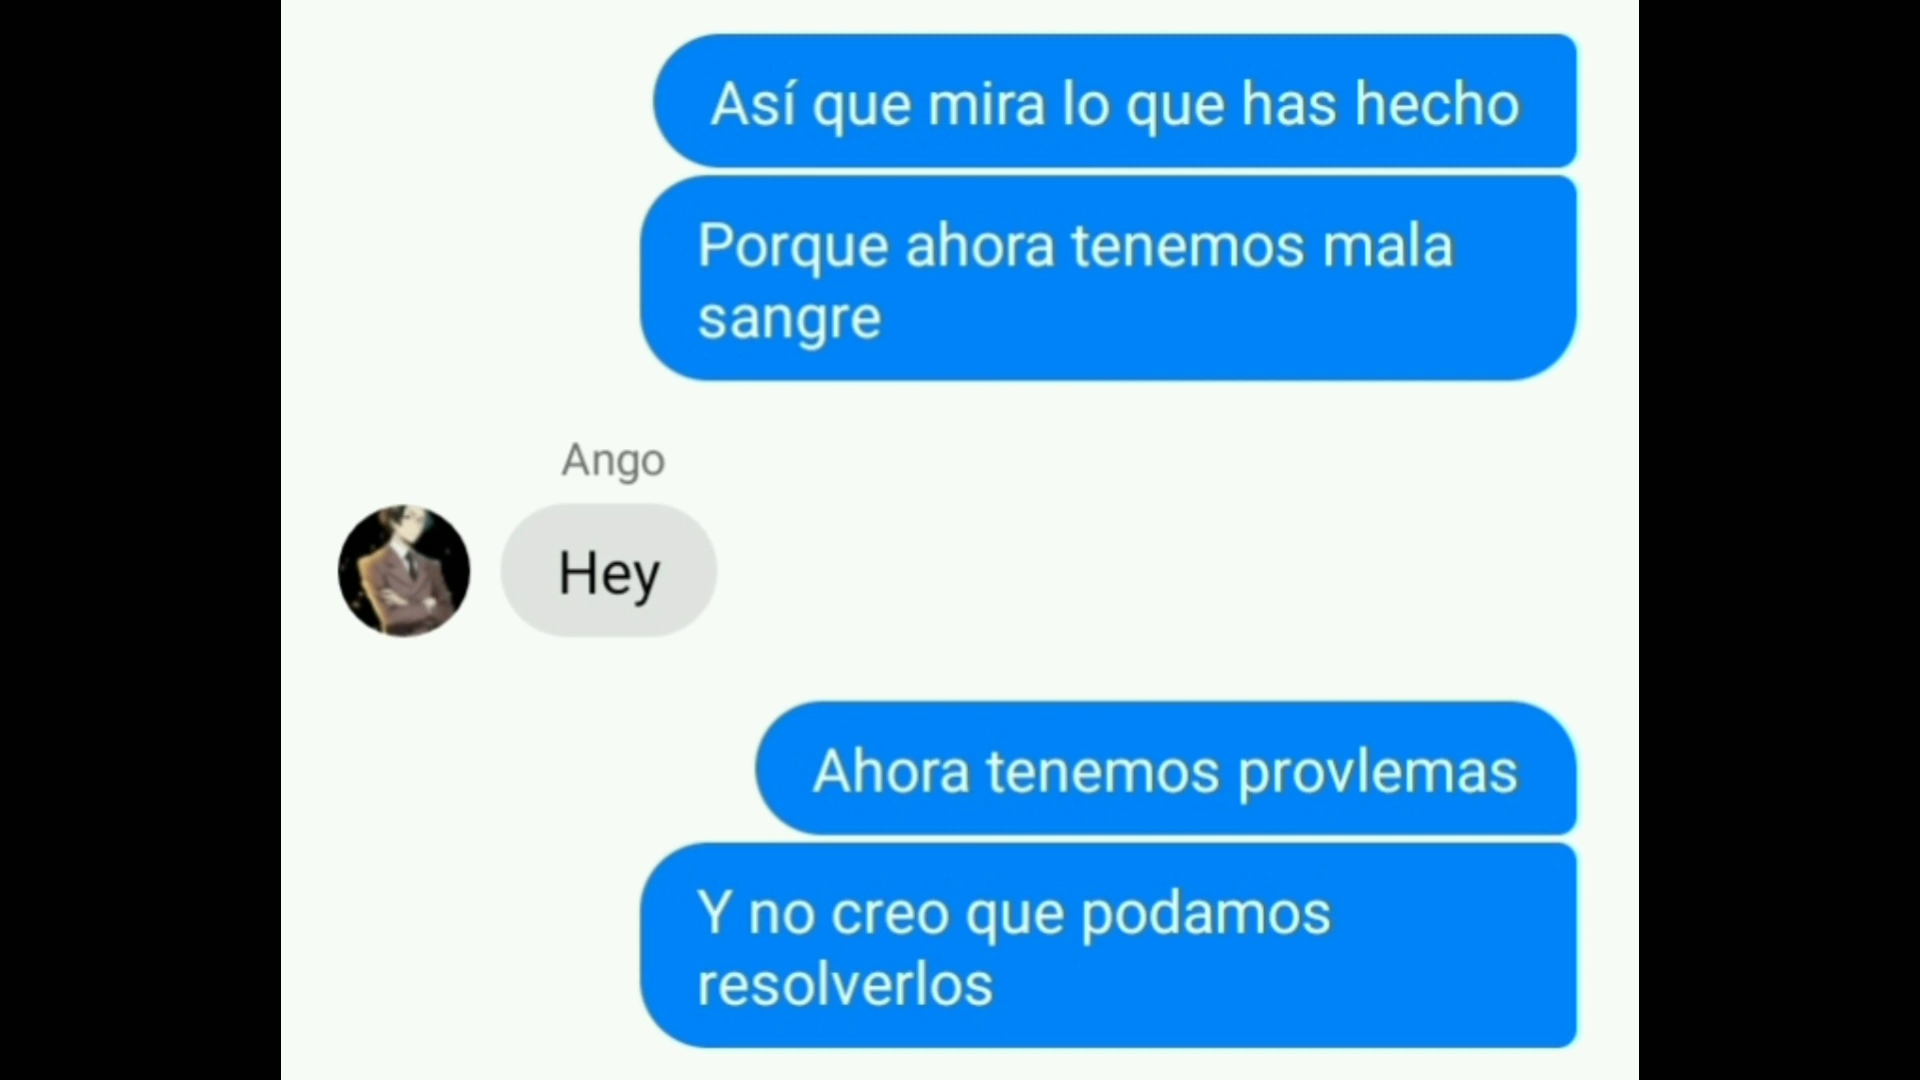 Así que mira lo que has hecho
Porque ahora tenemos mala
sangre
Ango
Hey
Ahora tenemos provlemas
Y no creo que podamos
resolverlos